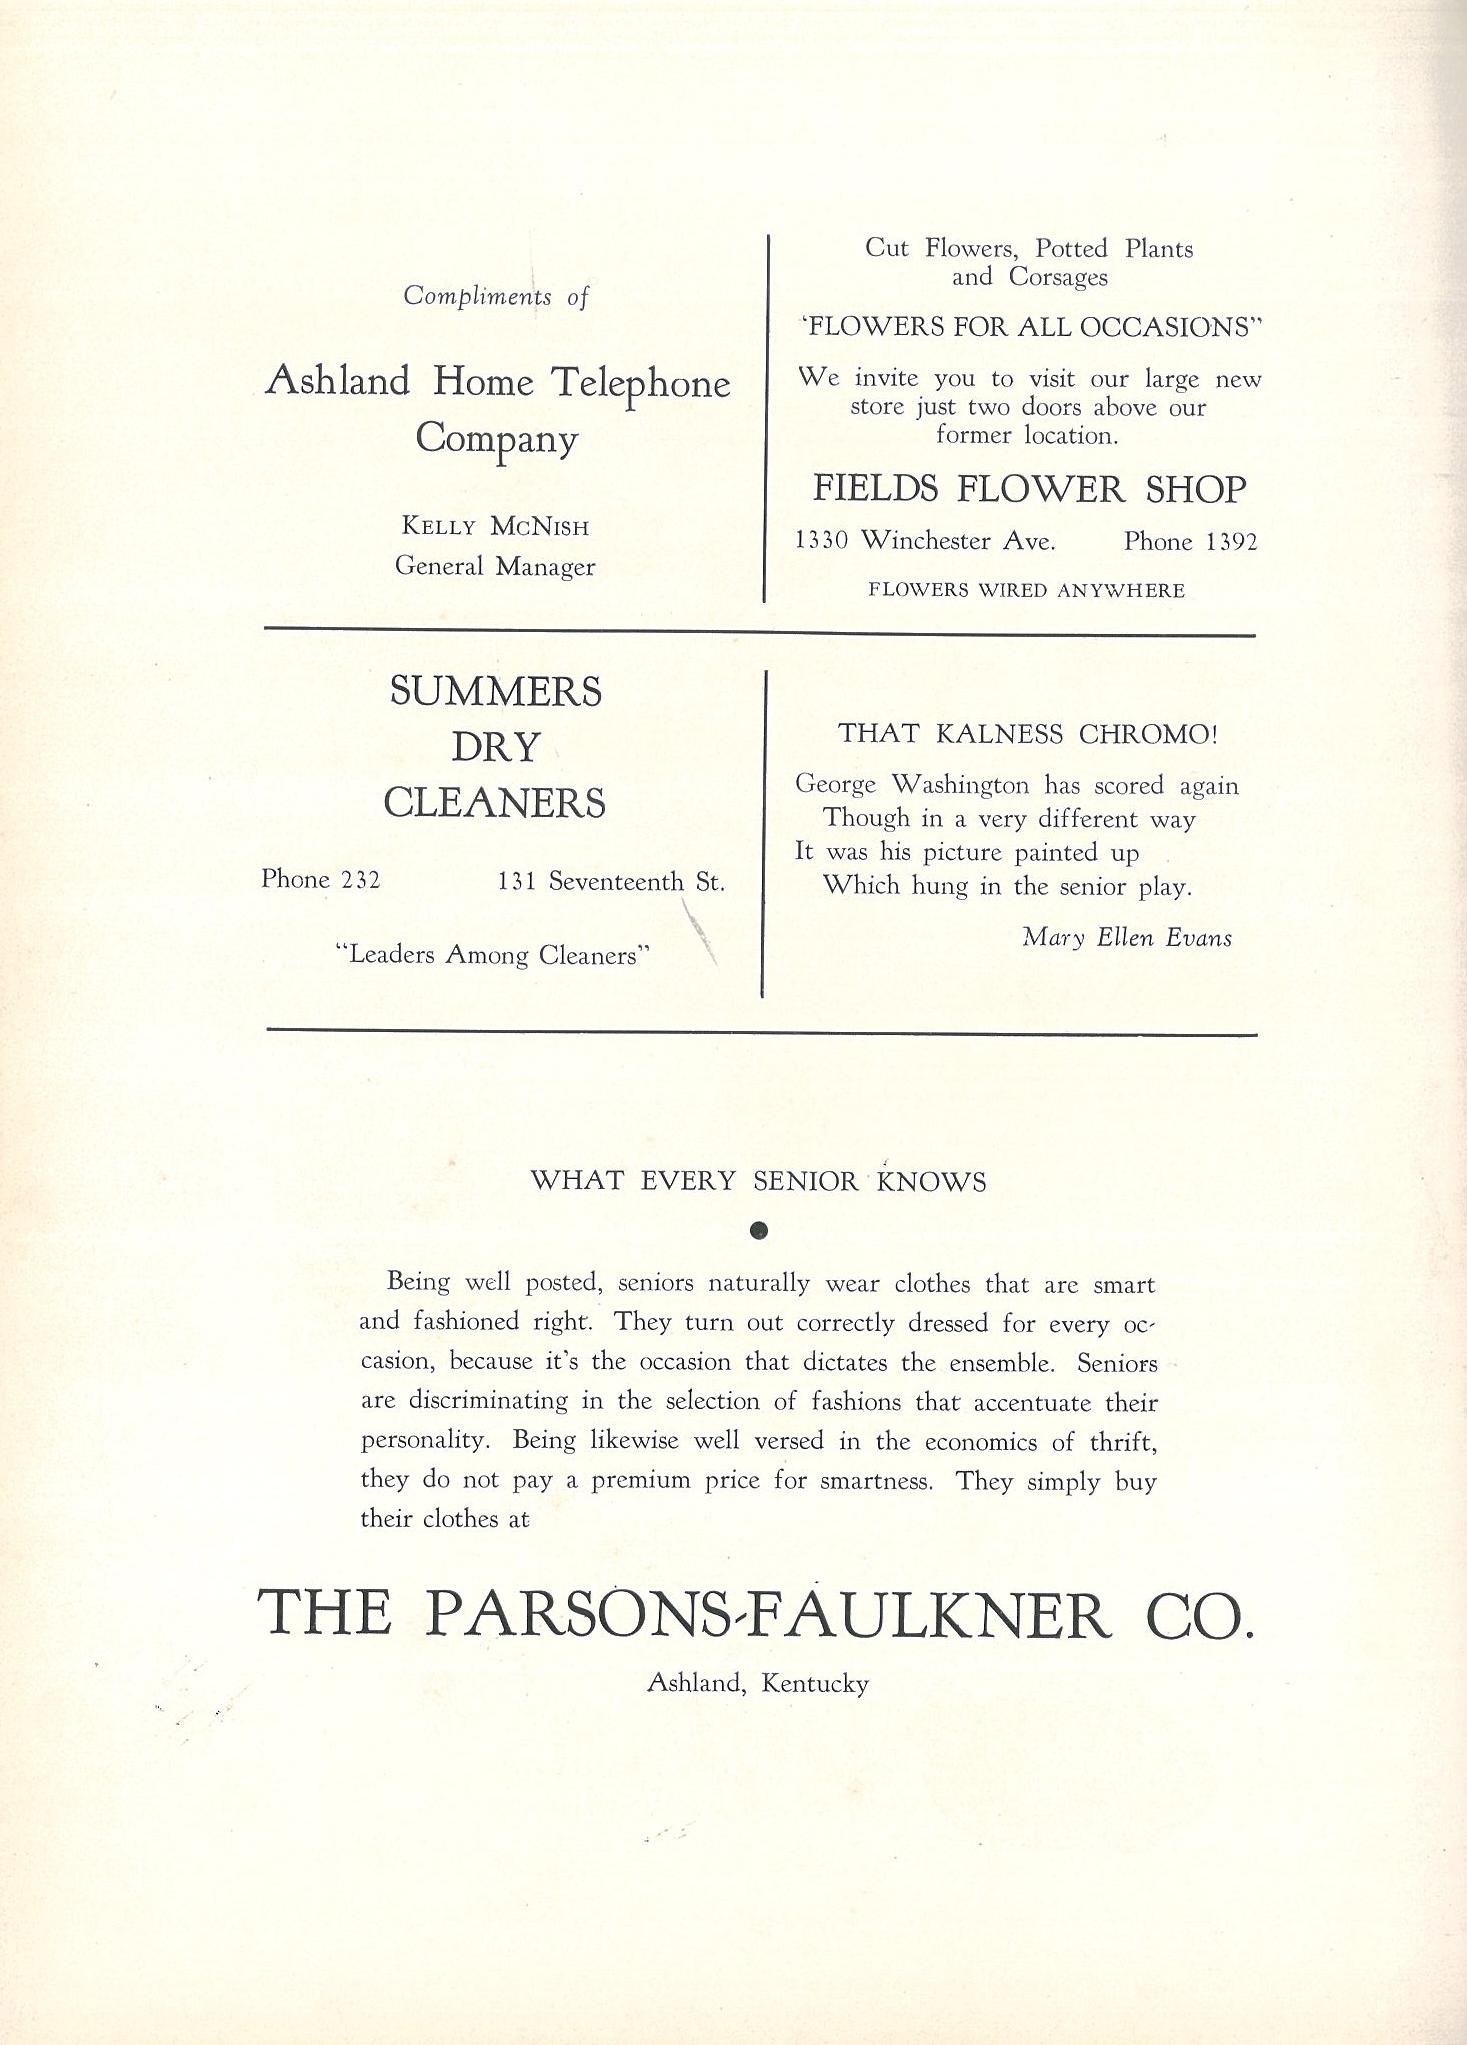 Compliments of
Ashland Home Telephone
Company
KELLY MCNISH
General Manager
Cut Flowers, Potted Plants
and Corsages
'FLOWERS FOR ALL OCCASIONS"
We invite you to visit our large new
store just two doors above our
former location.
FIELDS FLOWER SHOP
1330 Winchester Ave. Phone 1392
FLOWERS WIRED ANYWHERE
SUMMERS
DRY
CLEANERS
Phone 232 131 Seventeenth St.
"Leaders Among Cleaners"
THAT KALNESS CHROMO!
George Washington has scored again
Though in a very different way
It was his picture painted up
Which hung in the senior play.
Mary Ellen Evans
WHAT EVERY SENIOR KNOWS
Being well posted, seniors naturally wear clothes that are smart
and fashioned right. They turn out correctly dressed for every oc-
casion, because it's the occasion that dictates the ensemble. Seniors
are discriminating in the selection of fashions that accentuate their
personality. Being likewise well versed in the economics of thrift,
they do not pay a premium price for smartness. They simply buy
their clothes at
THE PARSONS-FAULKNER CO.
Ashland, Kentucky